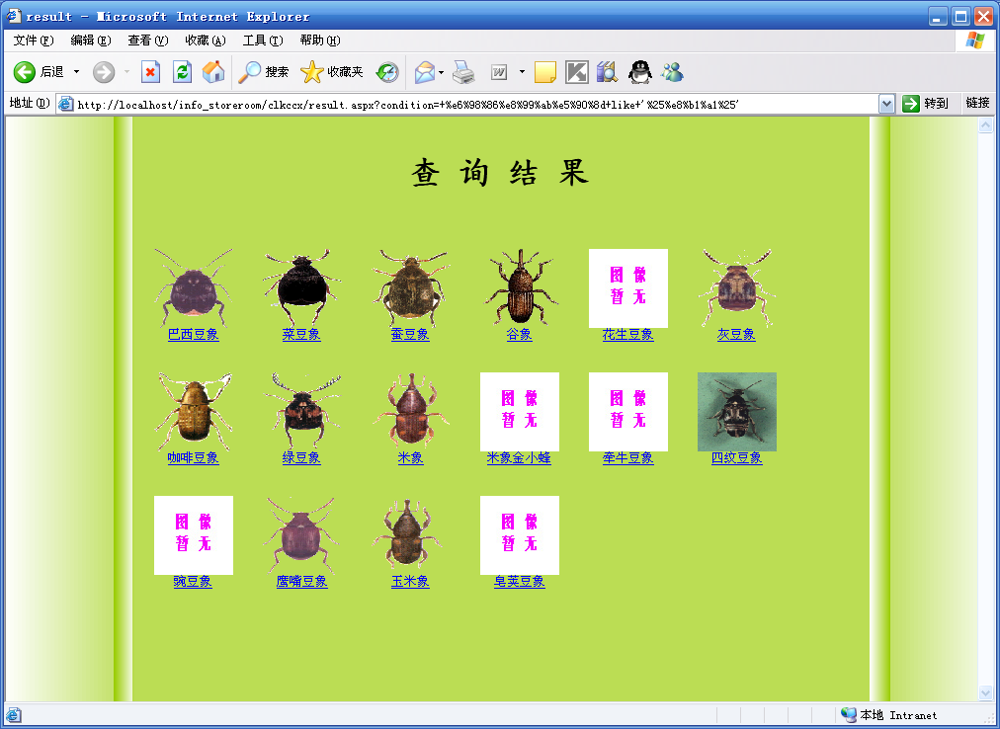 result - Microsoft Internet Explorer
文件(F) 编辑(E) 查看(V) 收藏(A) 工具(T) 帮助(H)
后退 搜索 收藏夹
地址(D) http://localhost/info_storeroom/clkccx/result.aspx?condition=+%e6%98%86%e8%99%ab%e5%90%8d+like+'%25%e8%b1%a1%25' 转到 链接
查 询 结 果
图 像
暂 无
巴西豆象 菜豆象 蚕豆象 谷象 花生豆象 灰豆象
图 像 图 像
暂 无 暂 无
咖啡豆象 绿豆象 米象 米象金小蜂 牵牛豆象 四纹豆象
图 像 图 像
暂 无 暂 无
豌豆象 鹰嘴豆象 玉米象 皂荚豆象
本地 Intranet